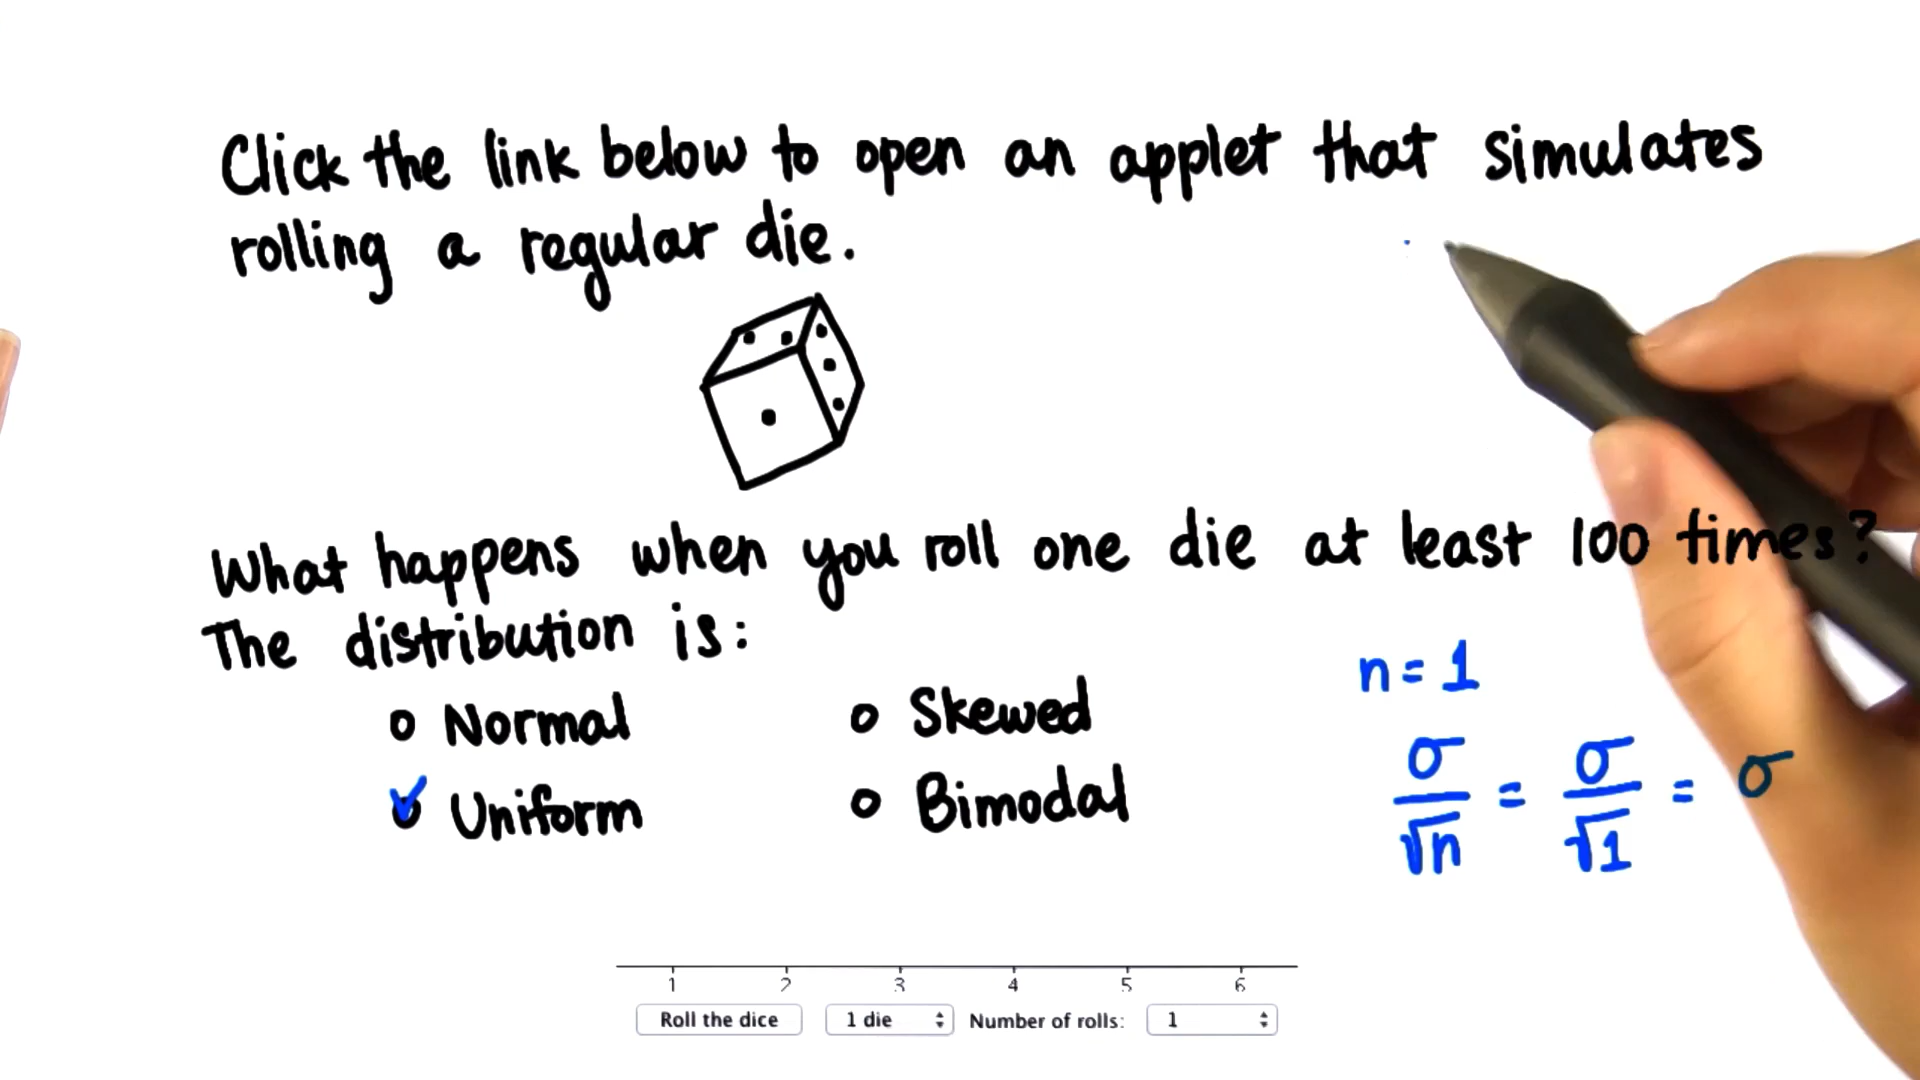 Click the link below to open an applet that simulates
rolling a regular die.
What happens when you roll one die at least 100 times?
The distribution is:
o Normal
o Skewed
o Uniform
o Bimodal
n = 1
σ/√n = σ/√1 = σ
1 2 3 4 5 6
Roll the dice 1 die Number of rolls: 1